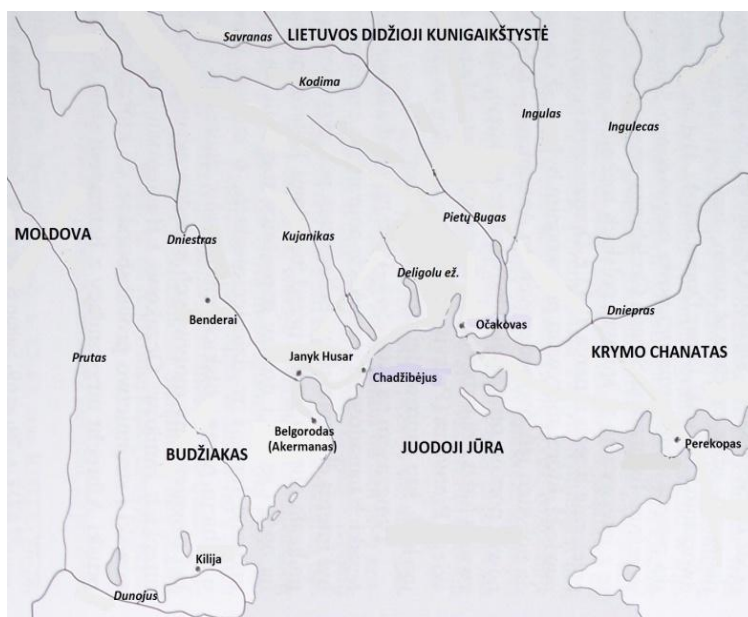 Savranas
LIETUVOS DIDŽIOJI KUNIGAIKŠTYSTĖ
Kodima
Ingulas
Ingulecas
MOLDOVA
Dniestras
Kujanikas
Pietų Bugas
Deligolu ež.
Benderai
Očakovas
Dniepras
Prutas
Janyk Husar
Chadžibėjus
KRYMO CHANATAS
Belgorodas
(Akermanas)
BUDŽIAKAS
JUODOJI JŪRA
Perekopas
Kilija
Dunojus